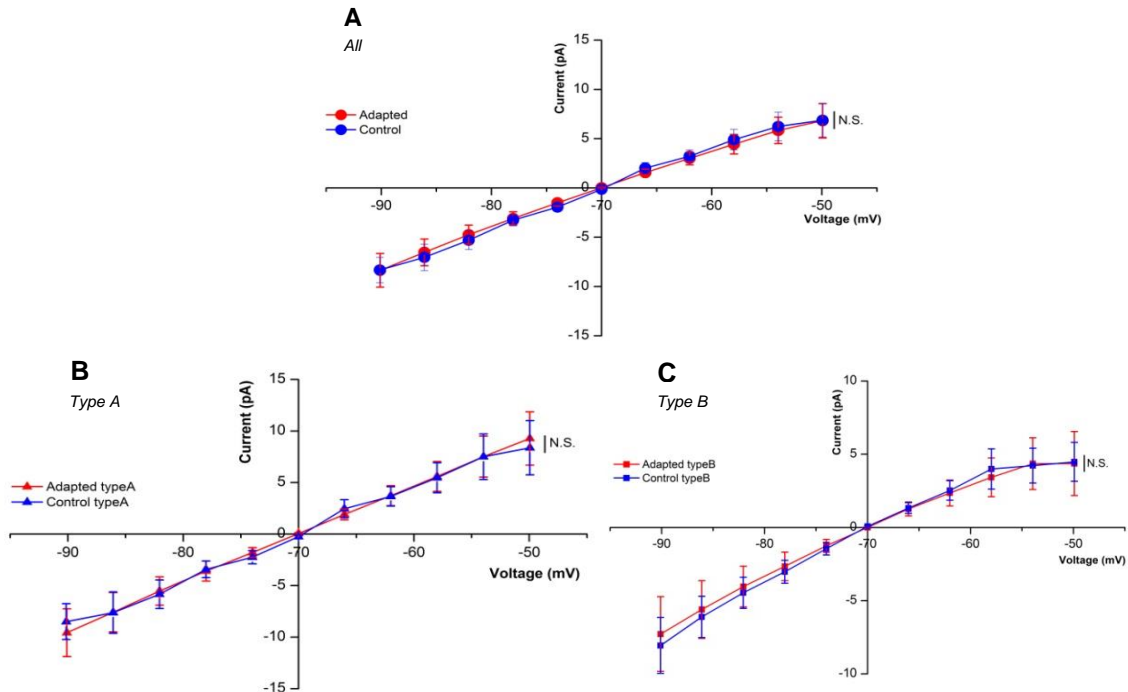 A
All
Current (pA)
15
10
5
0
-5
-10
-15
Adapted
Control
N.S.
-90
-80
-70
-60
-50
Voltage (mV)
B
Type A
Current (pA)
15
10
5
0
-5
-10
-15
Adapted typeA
Control typeA
N.S.
-90
-80
-70
-60
-50
Voltage (mV)
C
Type B
Current (pA)
10
5
0
-5
-10
Adapted typeB
Control typeB
N.S.
-90
-80
-70
-60
-50
Voltage (mV)